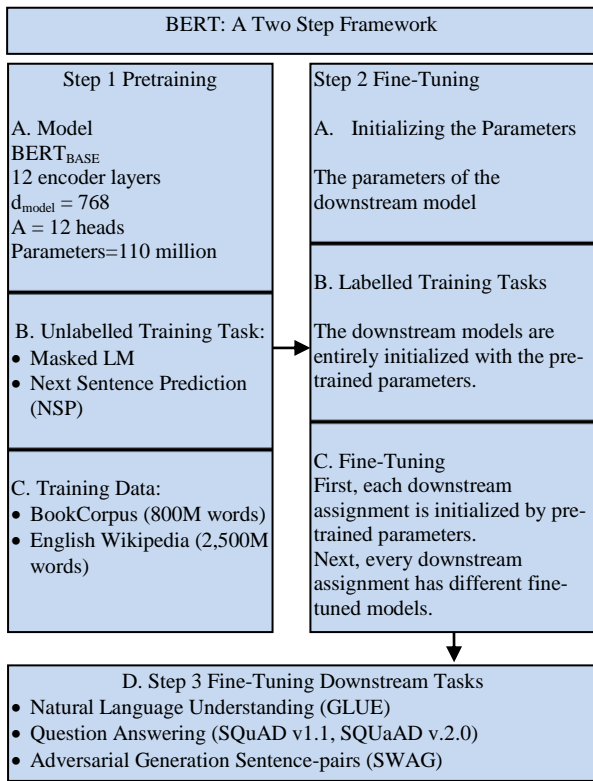 BERT: A Two Step Framework
Step 1 Pretraining
A. Model
BERTBASE
12 encoder layers
dmodel = 768
A = 12 heads
Parameters=110 million
B. Unlabelled Training Task:
• Masked LM
• Next Sentence Prediction
(NSP)
C. Training Data:
• BookCorpus (800M words)
• English Wikipedia (2,500M
words)
Step 2 Fine-Tuning
A. Initializing the Parameters
The parameters of the
downstream model
B. Labelled Training Tasks
The downstream models are
entirely initialized with the pre-
trained parameters.
C. Fine-Tuning
First, each downstream
assignment is initialized by pre-
trained parameters.
Next, every downstream
assignment has different fine-
tuned models.
D. Step 3 Fine-Tuning Downstream Tasks
• Natural Language Understanding (GLUE)
• Question Answering (SQuAD v1.1, SQUaAD v.2.0)
• Adversarial Generation Sentence-pairs (SWAG)